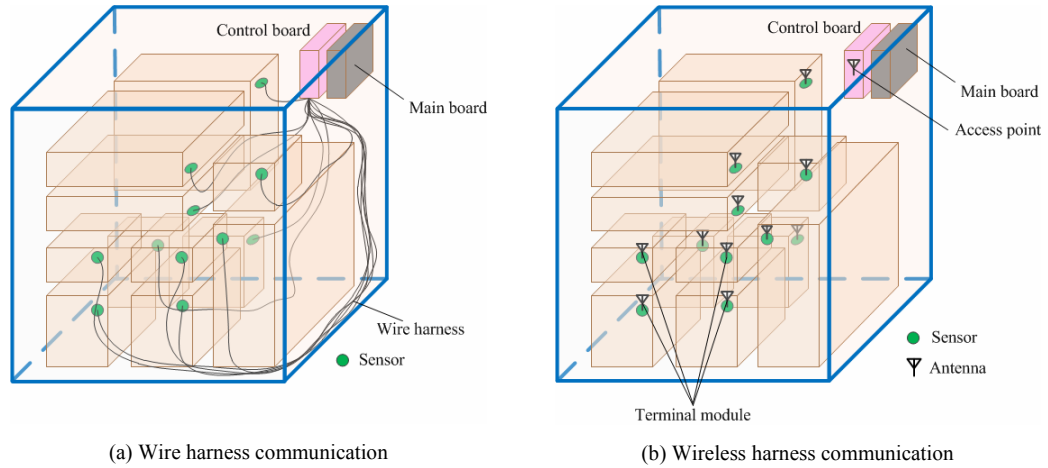 Control board
Main board
Wire harness
Sensor
(a) Wire harness communication
Control board
Main board
Access point
Sensor
Antenna
Terminal module
(b) Wireless harness communication